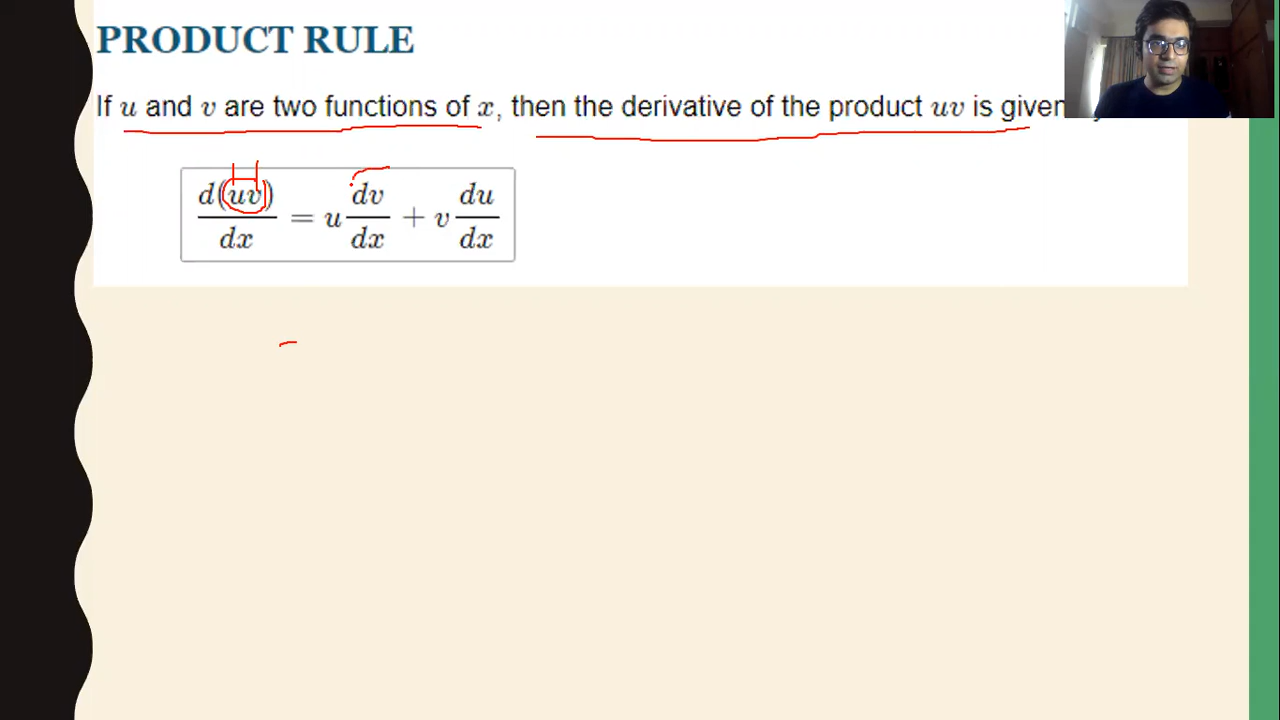 PRODUCT RULE
If u and v are two functions of x, then the derivative of the product uv is given
d(uv)/dx = u dv/dx + v du/dx